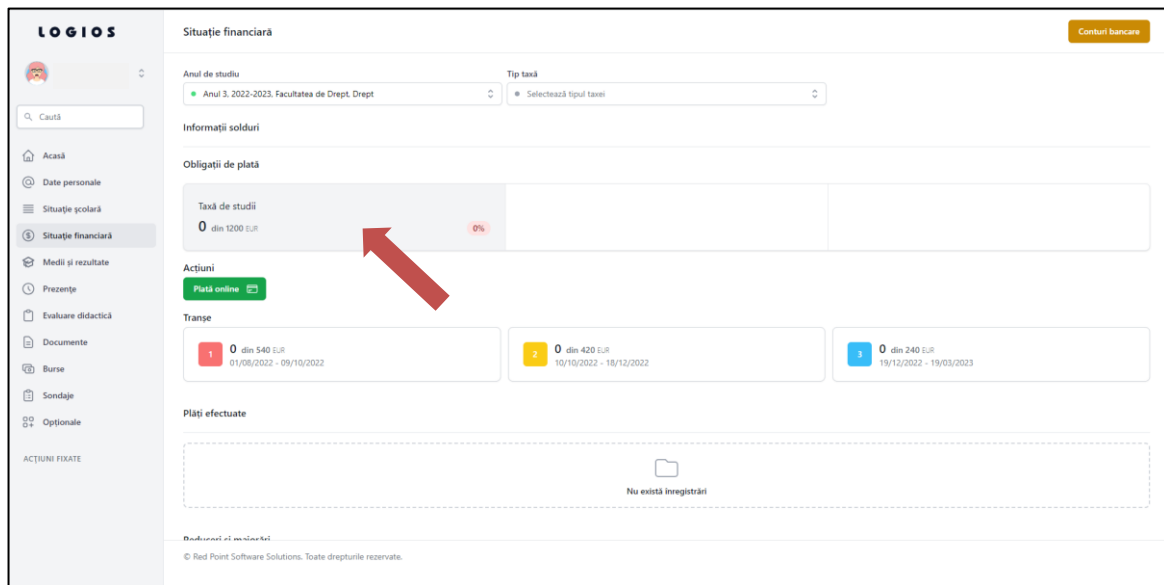 LOGIOS
Caută
Acasă
Date personale
Situație școlară
Situație financiară
Medii și rezultate
Prezențe
Evaluare didactică
Documente
Burse
Sondaje
Opționale
ACȚIUNI FIXATE
Situație financiară
Conturi bancare
Anul de studiu
Tip taxă
Anul 3, 2022-2023, Facultatea de Drept, Drept
Selectează tipul taxei
Informații solduri
Obligații de plată
Taxă de studii
0 din 1200 EUR
0%
Acțiuni
Plată online
Tranșe
1
0 din 540 EUR
01/08/2022 - 09/10/2022
2
0 din 420 EUR
10/10/2022 - 18/12/2022
3
0 din 240 EUR
19/12/2022 - 19/03/2023
Plăți efectuate
Nu există înregistrări
Reduceri și majorări
© Red Point Software Solutions. Toate drepturile rezervate.